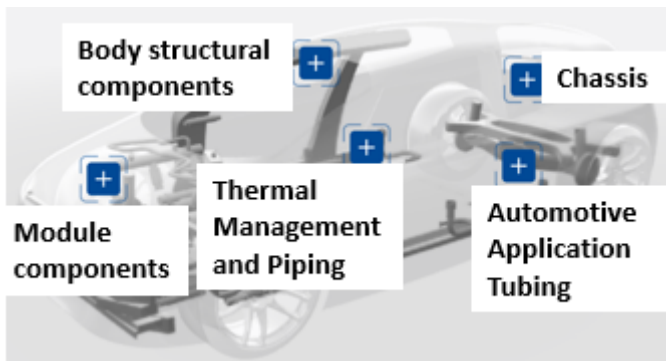 Body structural
components
Chassis
Thermal
Management
and Piping
Module
components
Automotive
Application
Tubing